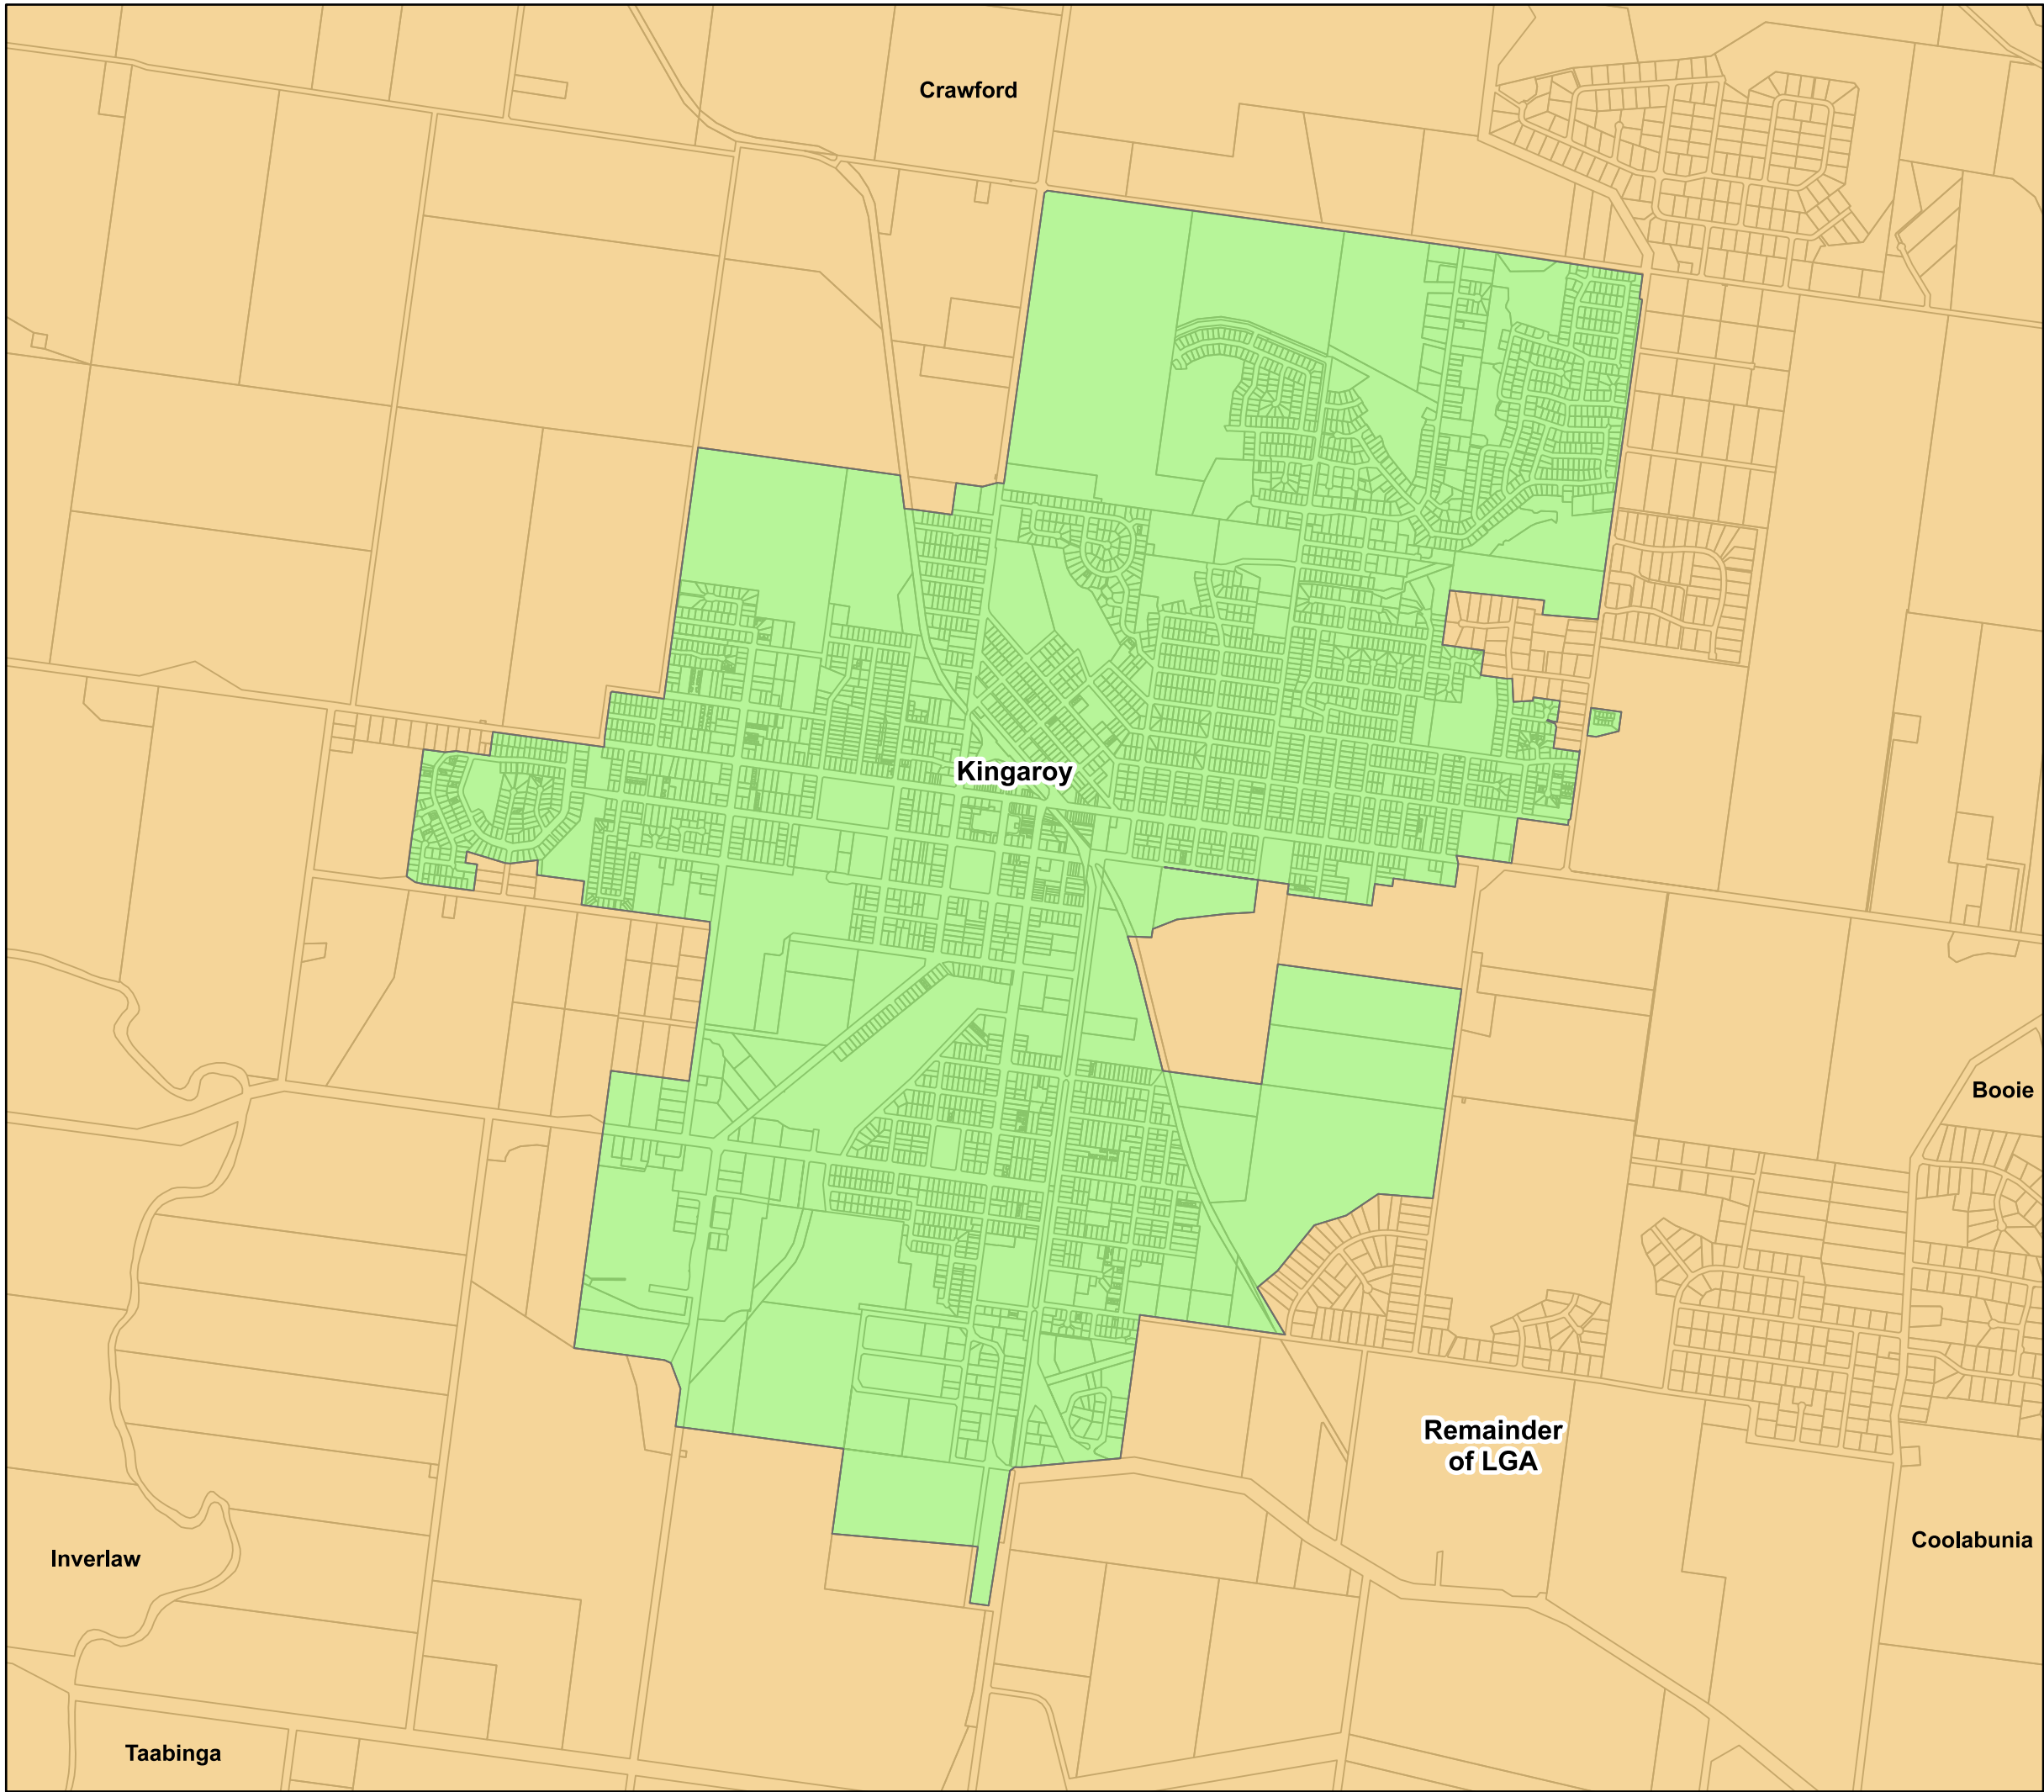 Crawford
Kingaroy
Booie
Remainder
of LGA
Coolabunia
Inverlaw
Taabinga